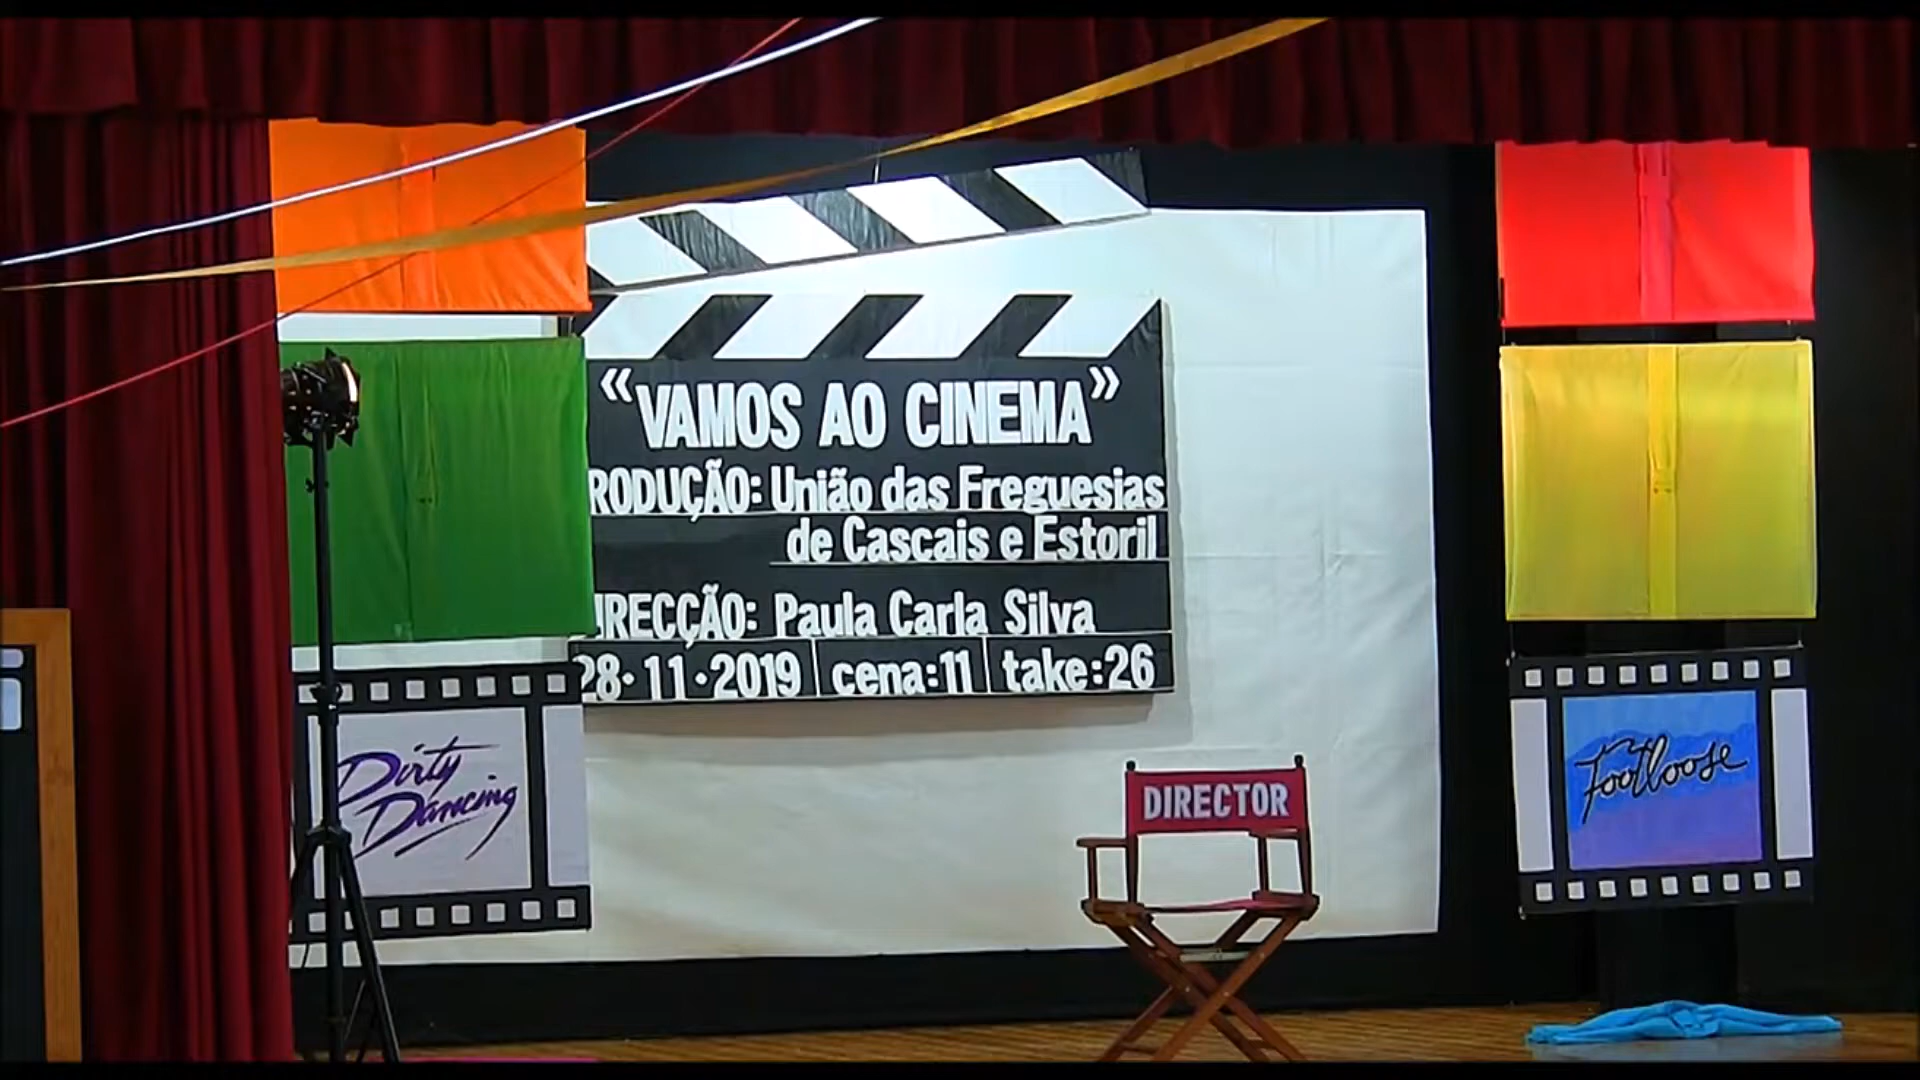 “VAMOS AO CINEMA”
RODUÇÃO: União das Freguesias
de Cascais e Estoril
IRECÇÃO: Paula Carla Silva
28·11·2019 cena:11 take:26
Dirty
Dancing
DIRECTOR
Footloose